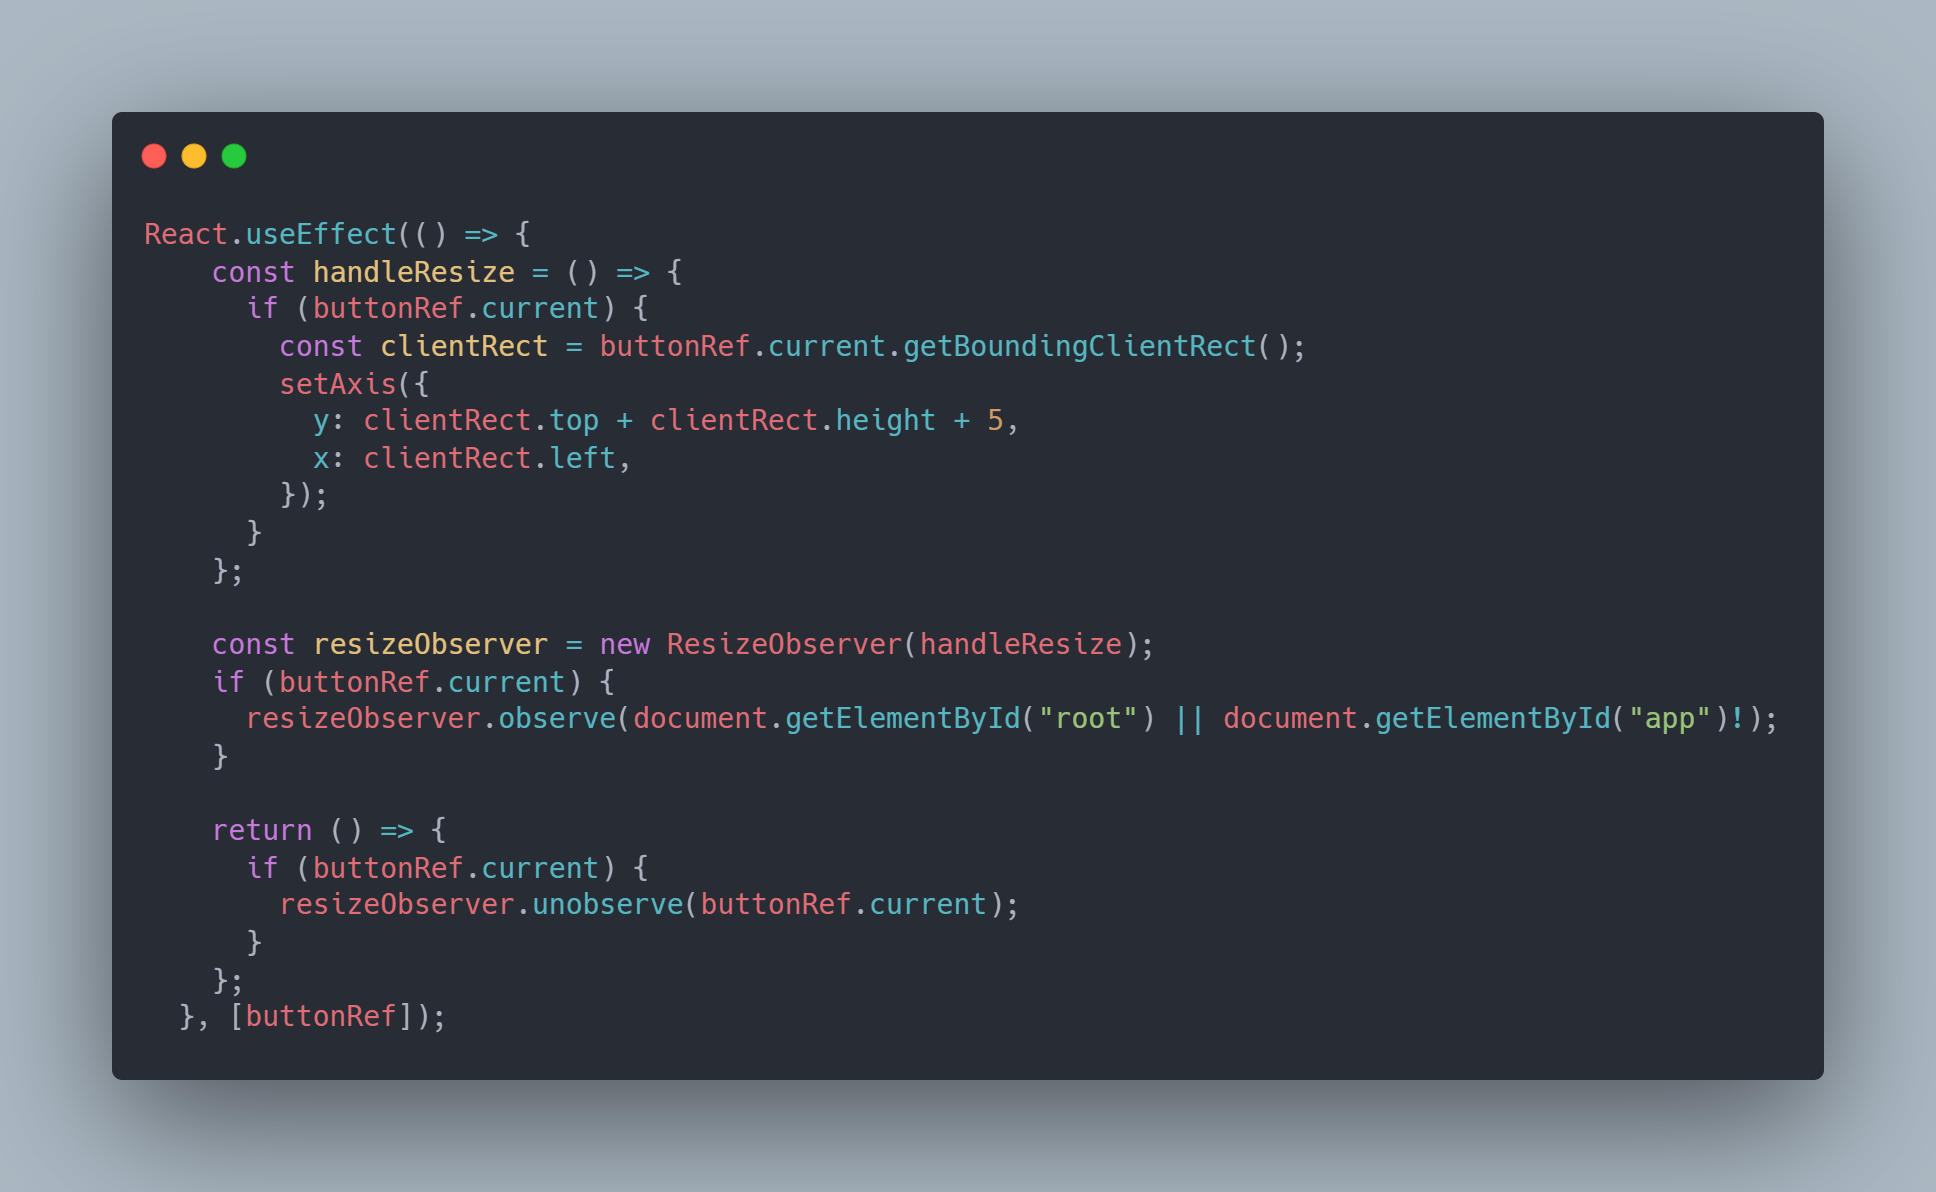 React.useEffect(() => {
    const handleResize = () => {
      if (buttonRef.current) {
        const clientRect = buttonRef.current.getBoundingClientRect();
        setAxis({
          y: clientRect.top + clientRect.height + 5,
          x: clientRect.left,
        });
      }
    };

    const resizeObserver = new ResizeObserver(handleResize);
    if (buttonRef.current) {
      resizeObserver.observe(document.getElementById("root") || document.getElementById("app")!);
    }

    return () => {
      if (buttonRef.current) {
        resizeObserver.unobserve(buttonRef.current);
      }
    };
  }, [buttonRef]);